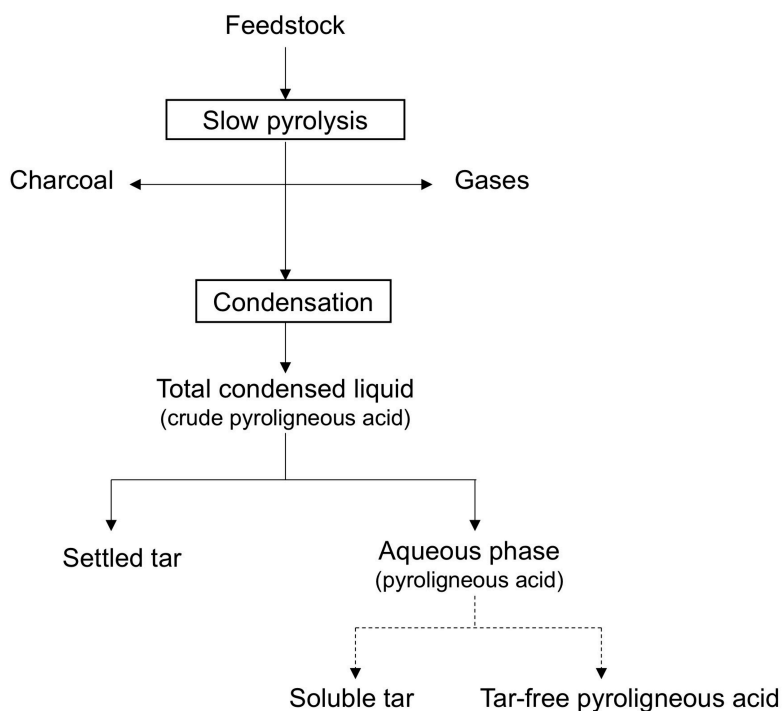 Feedstock
Slow pyrolysis
Charcoal
Gases
Condensation
Total condensed liquid
(crude pyroligneous acid)
Settled tar
Aqueous phase
(pyroligneous acid)
Soluble tar
Tar-free pyroligneous acid